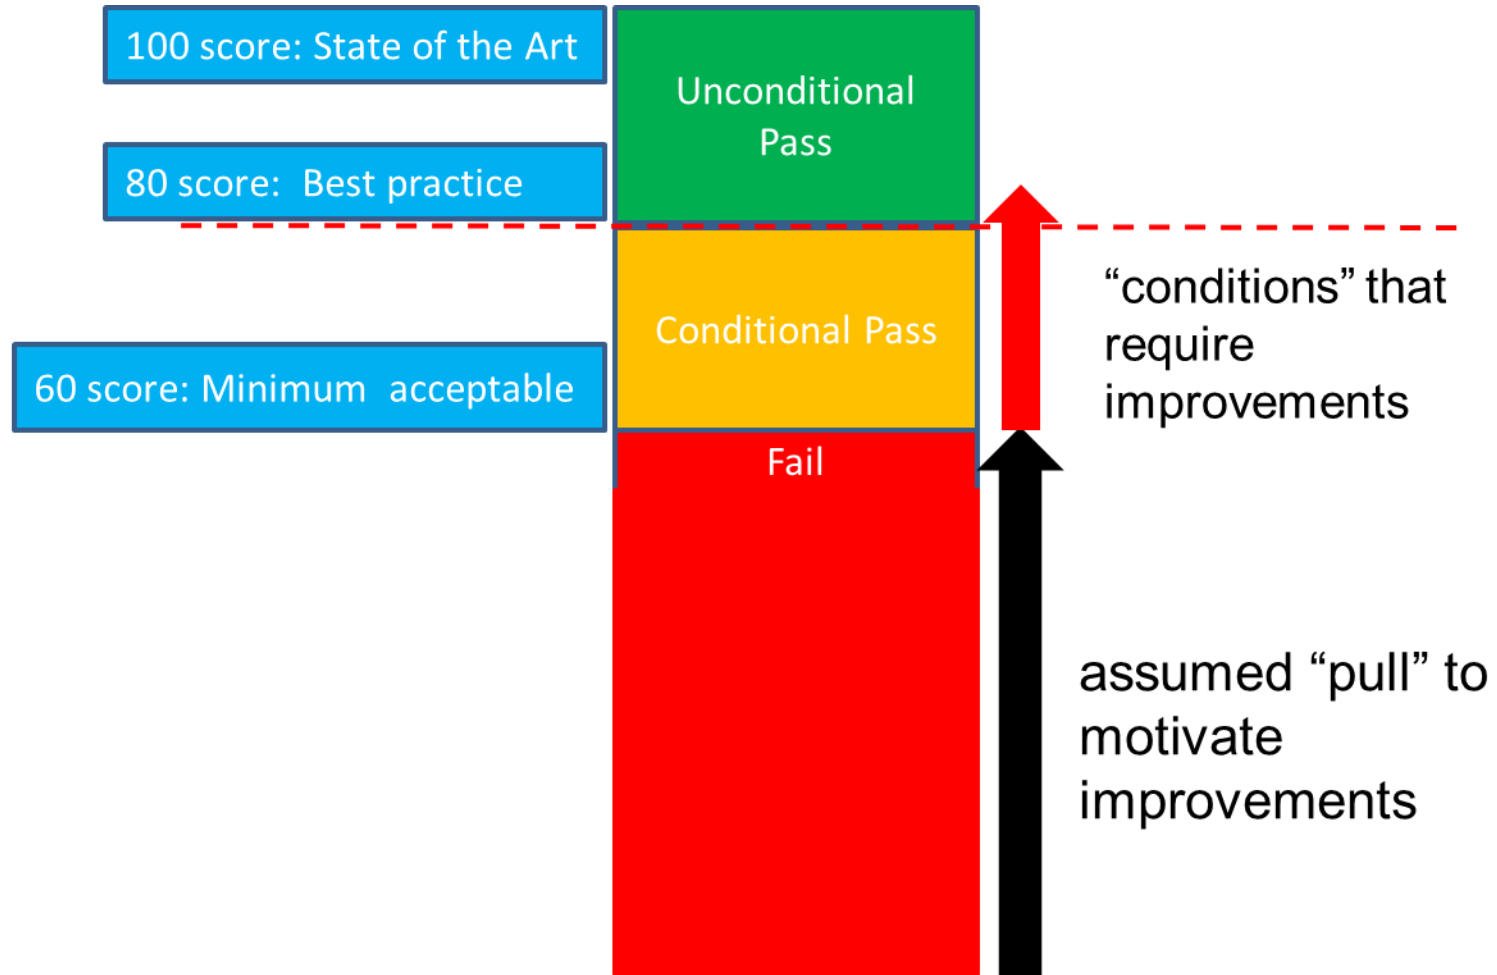 100 score: State of the Art
Unconditional
Pass
80 score:  Best practice
“conditions” that
require
improvements
Conditional Pass
60 score: Minimum  acceptable
Fail
assumed “pull” to
motivate
improvements